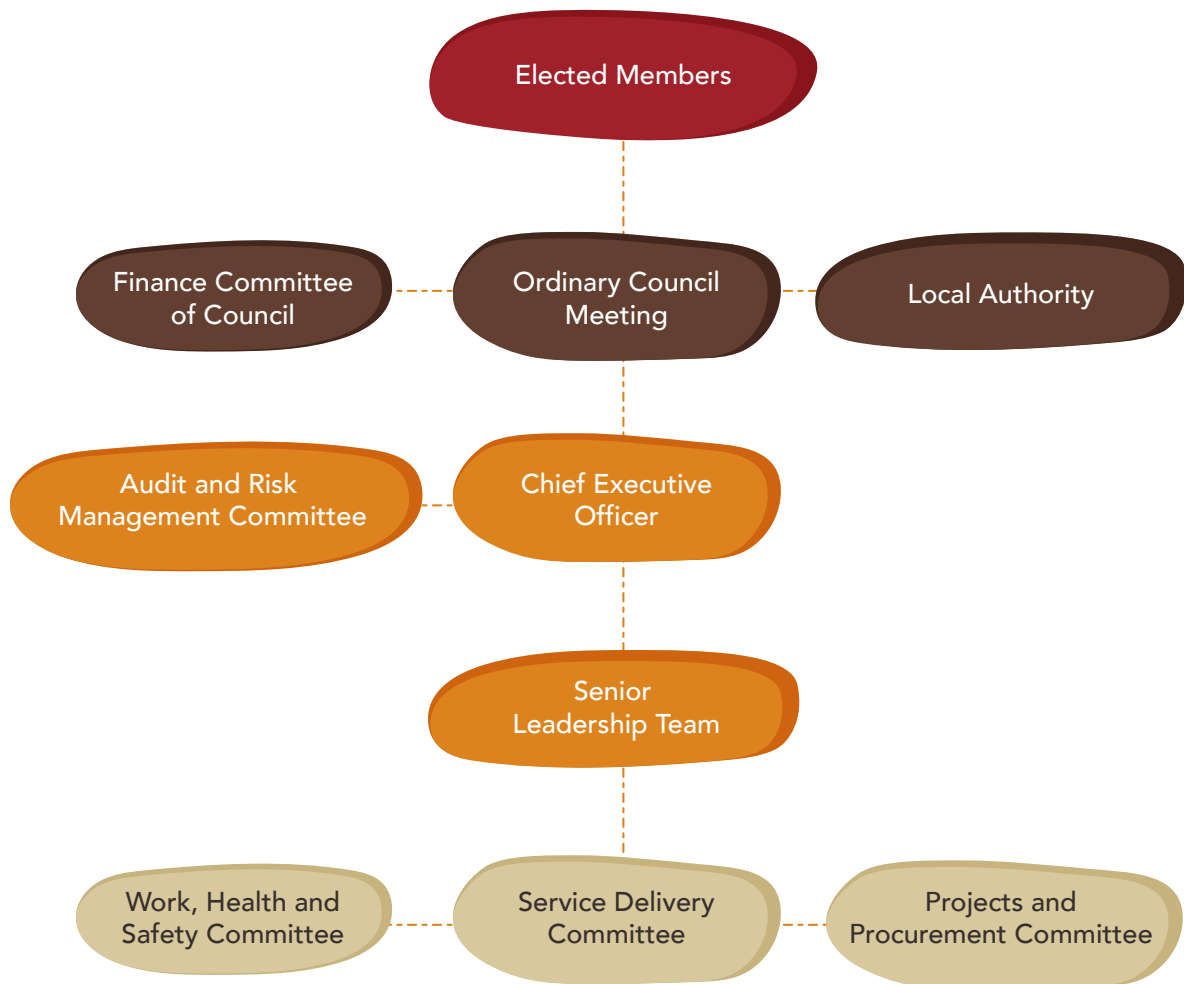 Elected Members
Finance Committee
of Council
Ordinary Council
Meeting
Local Authority
Audit and Risk
Management Committee
Chief Executive
Officer
Senior
Leadership Team
Work, Health and
Safety Committee
Service Delivery
Committee
Projects and
Procurement Committee